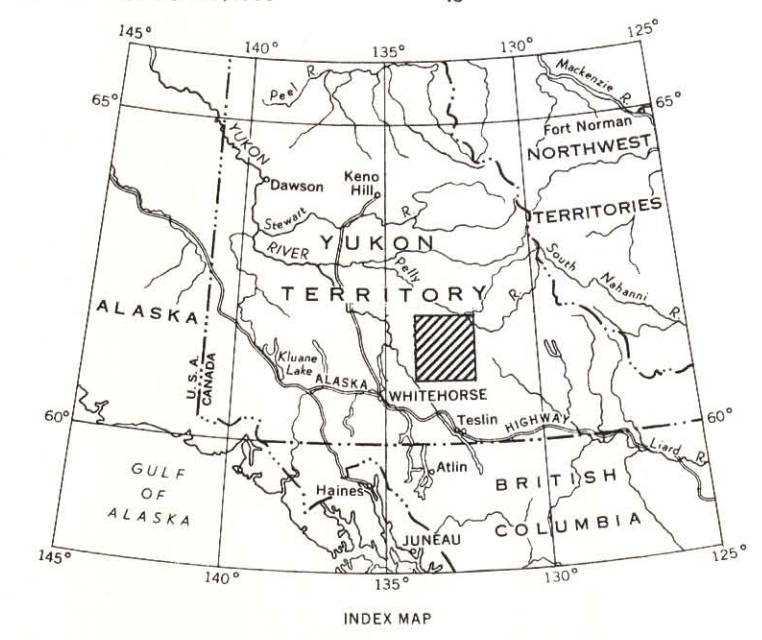 145°
140°
135°
130°
125°
65°
65°
Peel R.
Mackenzie R.
Fort Norman
NORTHWEST
TERRITORIES
YUKON
Dawson
Keno
Hill
Stewart R.
YUKON
RIVER
Pelly R.
TERRITORY
South Nahanni R.
ALASKA
U.S.A.
CANADA
Kluane
Lake
ALASKA
WHITEHORSE
Teslin
HIGHWAY
60°
60°
Liard R.
Atlin
GULF
OF
ALASKA
Haines
BRITISH
COLUMBIA
JUNEAU
145°
140°
135°
130°
125°
INDEX MAP